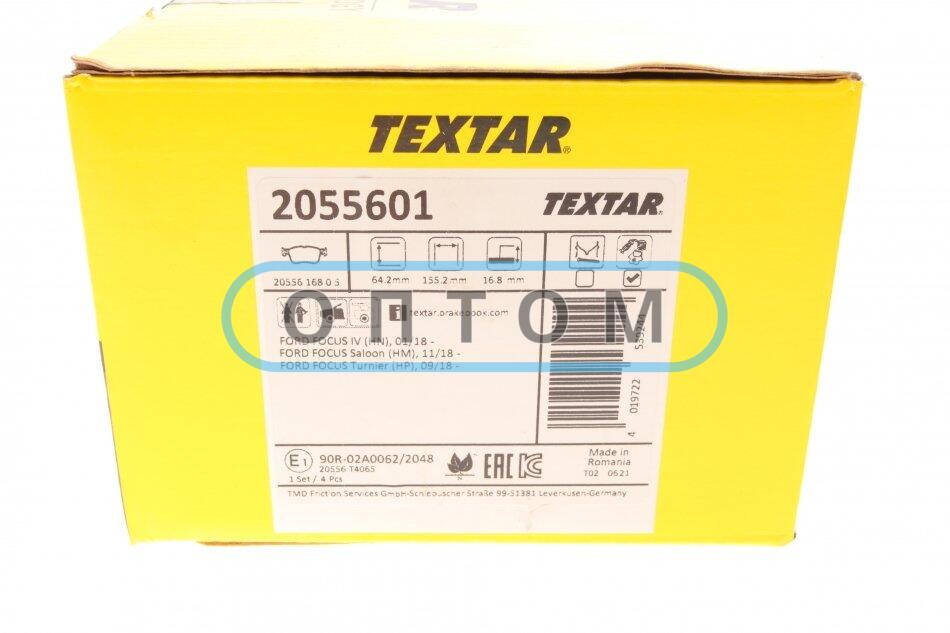 TEXTAR
2055601
TEXTAR
20556 168 0 5
64.2mm 155.2mm 16.8 mm
ОПТОМ
textar.brakebook.com
FORD FOCUS IV (HN), 01/18 -
FORD FOCUS Saloon (HM), 11/18 -
FORD FOCUS Turnier (HP), 09/18 -
4 019722 539244
E1 90R-02A0062/2048
20556 T4065
1 Set / 4 Pcs
EAC KC
Made in
Romania
T02 0621
TMD Friction Services GmbH-Schlebuscher Straße 99-51381 Leverkusen-Germany